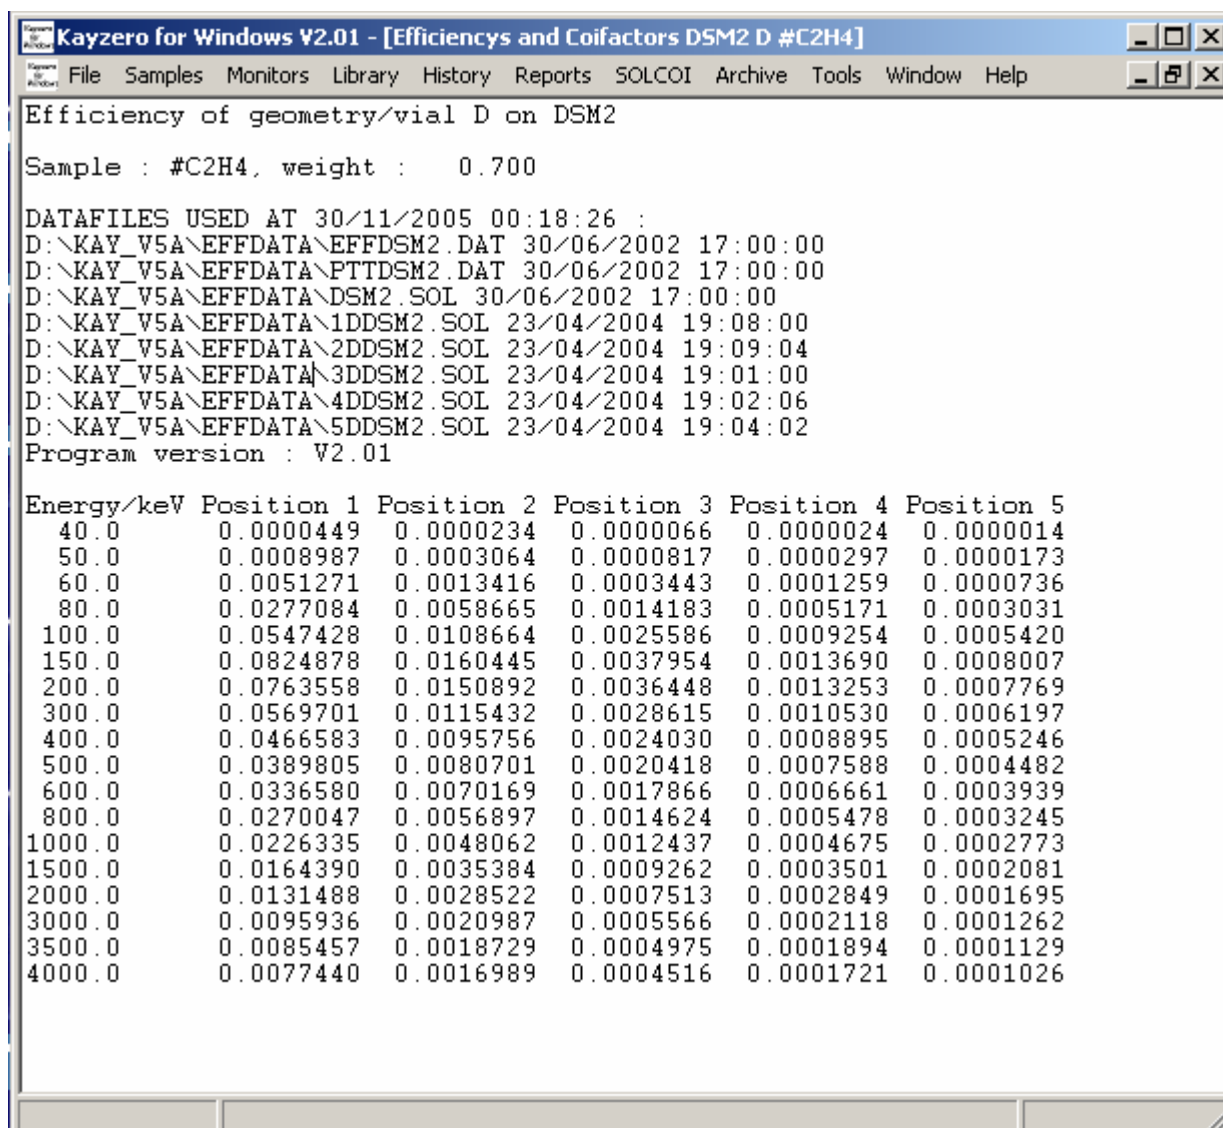 Kayzero for Windows V2.01 - [Efficiencys and Coifactors DSM2 D #C2H4]
File Samples Monitors Library History Reports SOLCOI Archive Tools Window Help
Efficiency of geometry/vial D on DSM2
Sample : #C2H4, weight : 0.700
DATAFILES USED AT 30/11/2005 00:18:26 :
D:\KAY_V5A\EFFDATA\EFFDSM2.DAT 30/06/2002 17:00:00
D:\KAY_V5A\EFFDATA\PTTDSM2.DAT 30/06/2002 17:00:00
D:\KAY_V5A\EFFDATA\DSM2.SOL 30/06/2002 17:00:00
D:\KAY_V5A\EFFDATA\1DDSM2.SOL 23/04/2004 19:08:00
D:\KAY_V5A\EFFDATA\2DDSM2.SOL 23/04/2004 19:09:04
D:\KAY_V5A\EFFDATA\3DDSM2.SOL 23/04/2004 19:01:00
D:\KAY_V5A\EFFDATA\4DDSM2.SOL 23/04/2004 19:02:06
D:\KAY_V5A\EFFDATA\5DDSM2.SOL 23/04/2004 19:04:02
Program version : V2.01
Energy/keV Position 1 Position 2 Position 3 Position 4 Position 5
40.0 0.0000449 0.0000234 0.0000066 0.0000024 0.0000014
50.0 0.0008987 0.0003064 0.0000817 0.0000297 0.0000173
60.0 0.0051271 0.0013416 0.0003443 0.0001259 0.0000736
80.0 0.0277084 0.0058665 0.0014183 0.0005171 0.0003031
100.0 0.0547428 0.0108664 0.0025586 0.0009254 0.0005420
150.0 0.0824878 0.0160445 0.0037954 0.0013690 0.0008007
200.0 0.0763558 0.0150892 0.0036448 0.0013253 0.0007769
300.0 0.0569701 0.0115432 0.0028615 0.0010530 0.0006197
400.0 0.0466583 0.0095756 0.0024030 0.0008895 0.0005246
500.0 0.0389805 0.0080701 0.0020418 0.0007588 0.0004482
600.0 0.0336580 0.0070169 0.0017866 0.0006661 0.0003939
800.0 0.0270047 0.0056897 0.0014624 0.0005478 0.0003245
1000.0 0.0226335 0.0048062 0.0012437 0.0004675 0.0002773
1500.0 0.0164390 0.0035384 0.0009262 0.0003501 0.0002081
2000.0 0.0131488 0.0028522 0.0007513 0.0002849 0.0001695
3000.0 0.0095936 0.0020987 0.0005566 0.0002118 0.0001262
3500.0 0.0085457 0.0018729 0.0004975 0.0001894 0.0001129
4000.0 0.0077440 0.0016989 0.0004516 0.0001721 0.0001026